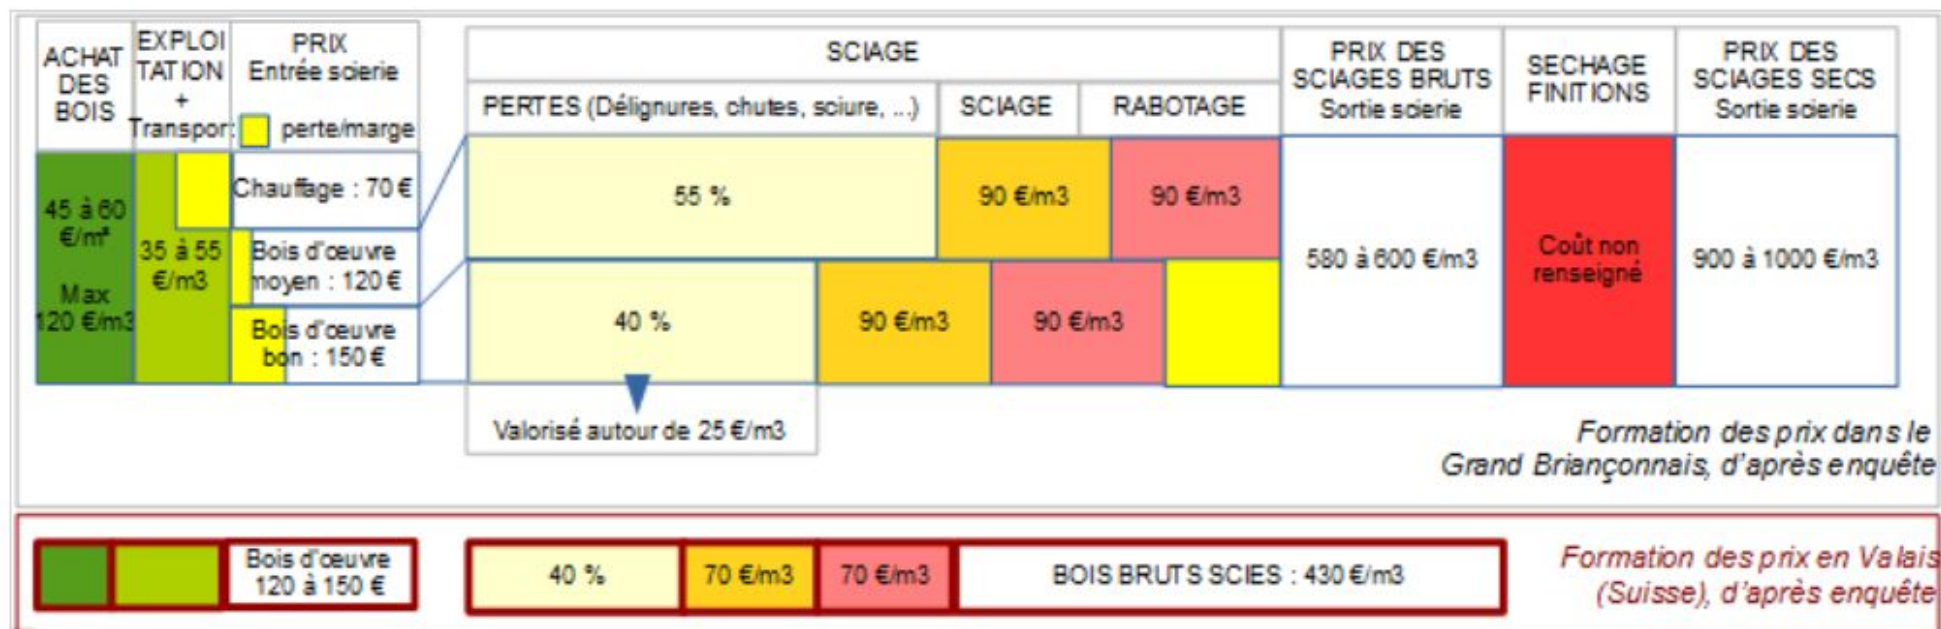 ACHAT
DES
BOIS
EXPLOI
TATION
+
Transport
PRIX
Entrée scierie
perte/marge
SCIAGE
PERTES (Délignures, chutes, sciure, ...)
SCIAGE
RABOTAGE
PRIX DES
SCIAGES BRUTS
Sortie scierie
SECHAGE
FINITIONS
PRIX DES
SCIAGES SECS
Sortie scierie
45 à 60
€/m³
Max
120 €/m3
35 à 55
€/m3
Chauffage : 70 €
Bois d'œuvre
moyen : 120 €
Bois d'œuvre
bon : 150 €
55 %
90 €/m3
90 €/m3
40 %
90 €/m3
90 €/m3
580 à 600 €/m3
Coût non
renseigné
900 à 1000 €/m3
Valorisé autour de 25 €/m3
Formation des prix dans le
Grand Briançonnais, d'après enquête
Bois d'œuvre
120 à 150 €
40 %
70 €/m3
70 €/m3
BOIS BRUTS SCIES : 430 €/m3
Formation des prix en Valais
(Suisse), d'après enquête